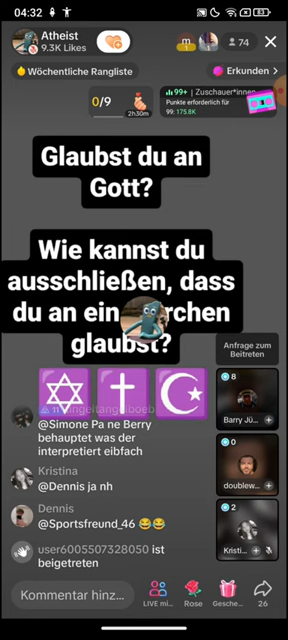 04:32
83
Atheist
9.3K Likes
1
74
Wöchentliche Rangliste
Erkunden >
0/9
2h30m
99+ | Zuschauer*innen
Punkte erforderlich für
99: 175.8K
Glaubst du an
Gott?
Wie kannst du
ausschließen, dass
du an ein rchen
glaubst?
Anfrage zum
Beitreten
8
Barry Jü...
0
doublew...
2
Kristi...
@Simone Pa ne Berry
behauptet was der
interpretiert eibfach
Kristina
@Dennis ja nh
Dennis
@Sportsfreund_46 😂😂
user6005507328050 ist
beigetreten
Kommentar hinz...
LIVE mi...
Rose
Gesche...
26